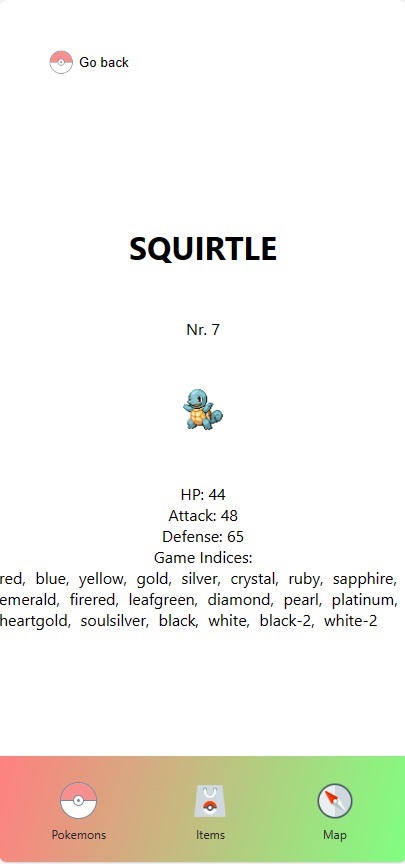 Go back
SQUIRTLE
Nr. 7
HP: 44
Attack: 48
Defense: 65
Game Indices:
red, blue, yellow, gold, silver, crystal, ruby, sapphire,
emerald, firered, leafgreen, diamond, pearl, platinum,
heartgold, soulsilver, black, white, black-2, white-2
Pokemons
Items
Map